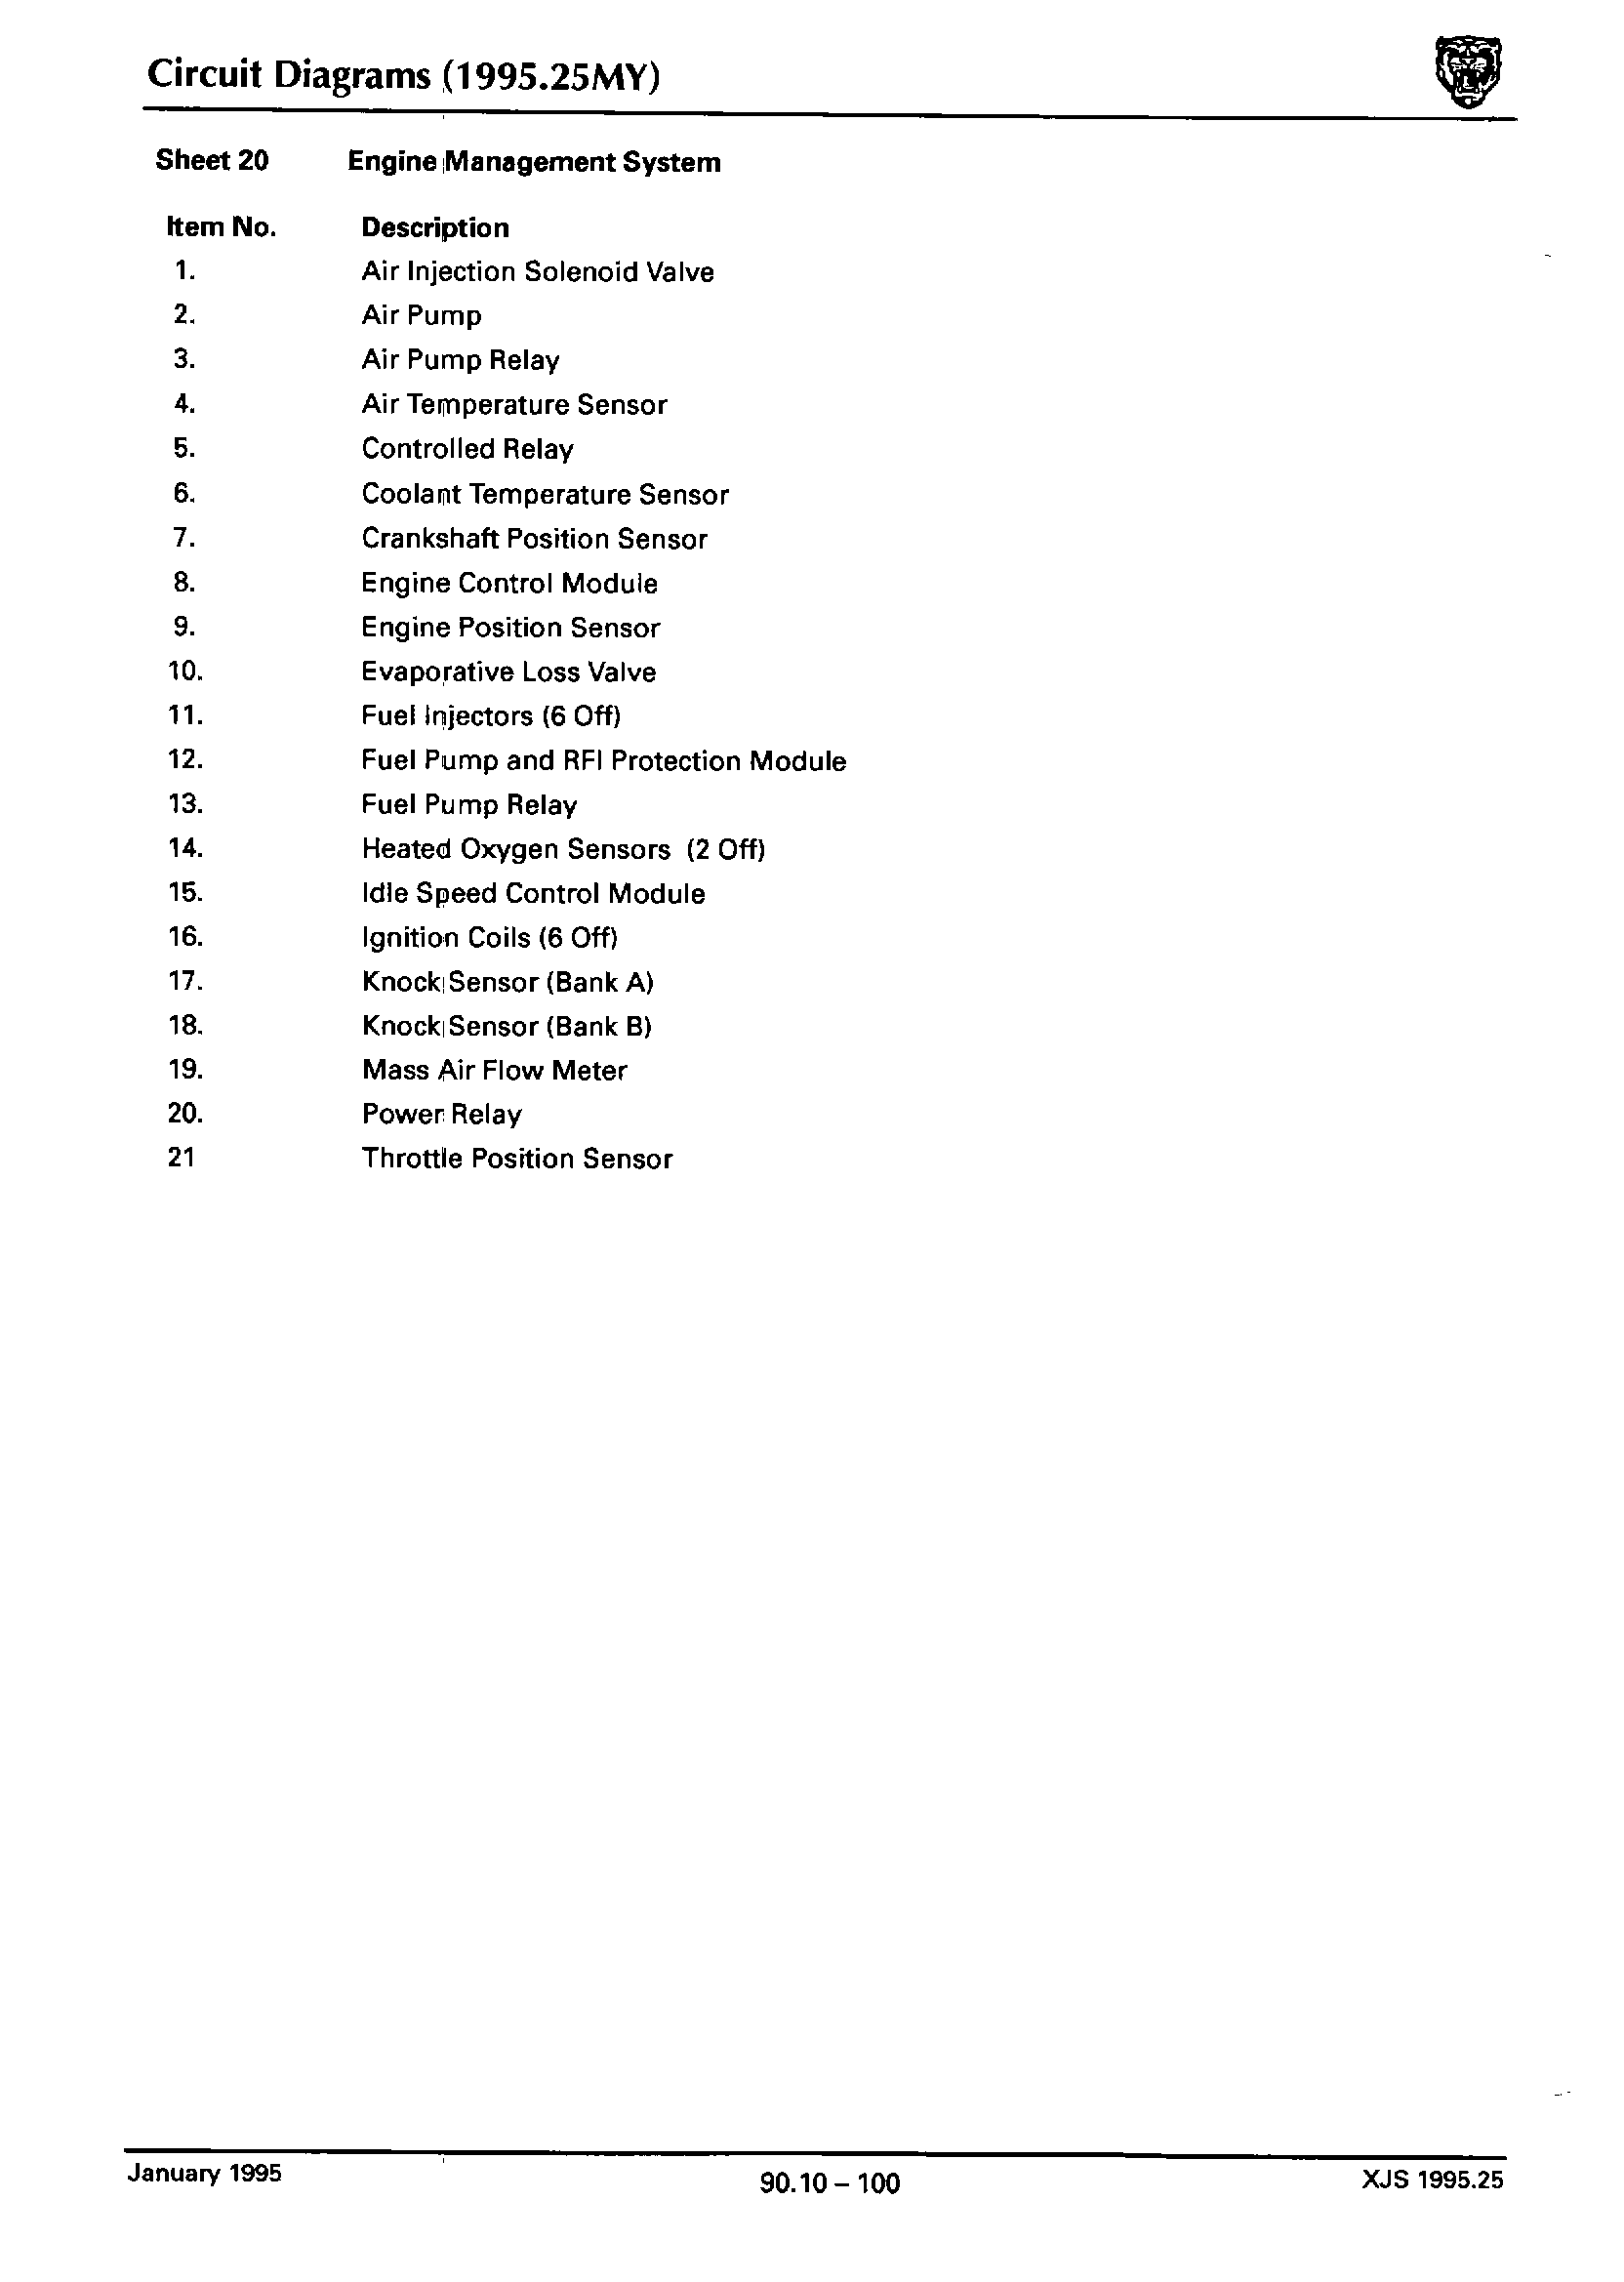 Circuit Diagrams (1995.25MY)
Sheet 20 Engine Management System
Item No. Description
1. Air Injection Solenoid Valve
2. Air Pump
3. Air Pump Relay
4. Air Temperature Sensor
5. Controlled Relay
6. Coolant Temperature Sensor
7. Crankshaft Position Sensor
8. Engine Control Module
9. Engine Position Sensor
10. Evaporative Loss Valve
11. Fuel Injectors (6 Off)
12. Fuel Pump and RFI Protection Module
13. Fuel Pump Relay
14. Heated Oxygen Sensors (2 Off)
15. Idle Speed Control Module
16. Ignition Coils (6 Off)
17. Knock Sensor (Bank A)
18. Knock Sensor (Bank B)
19. Mass Air Flow Meter
20. Power Relay
21 Throttle Position Sensor
January 1995 90.10 – 100 XJS 1995.25